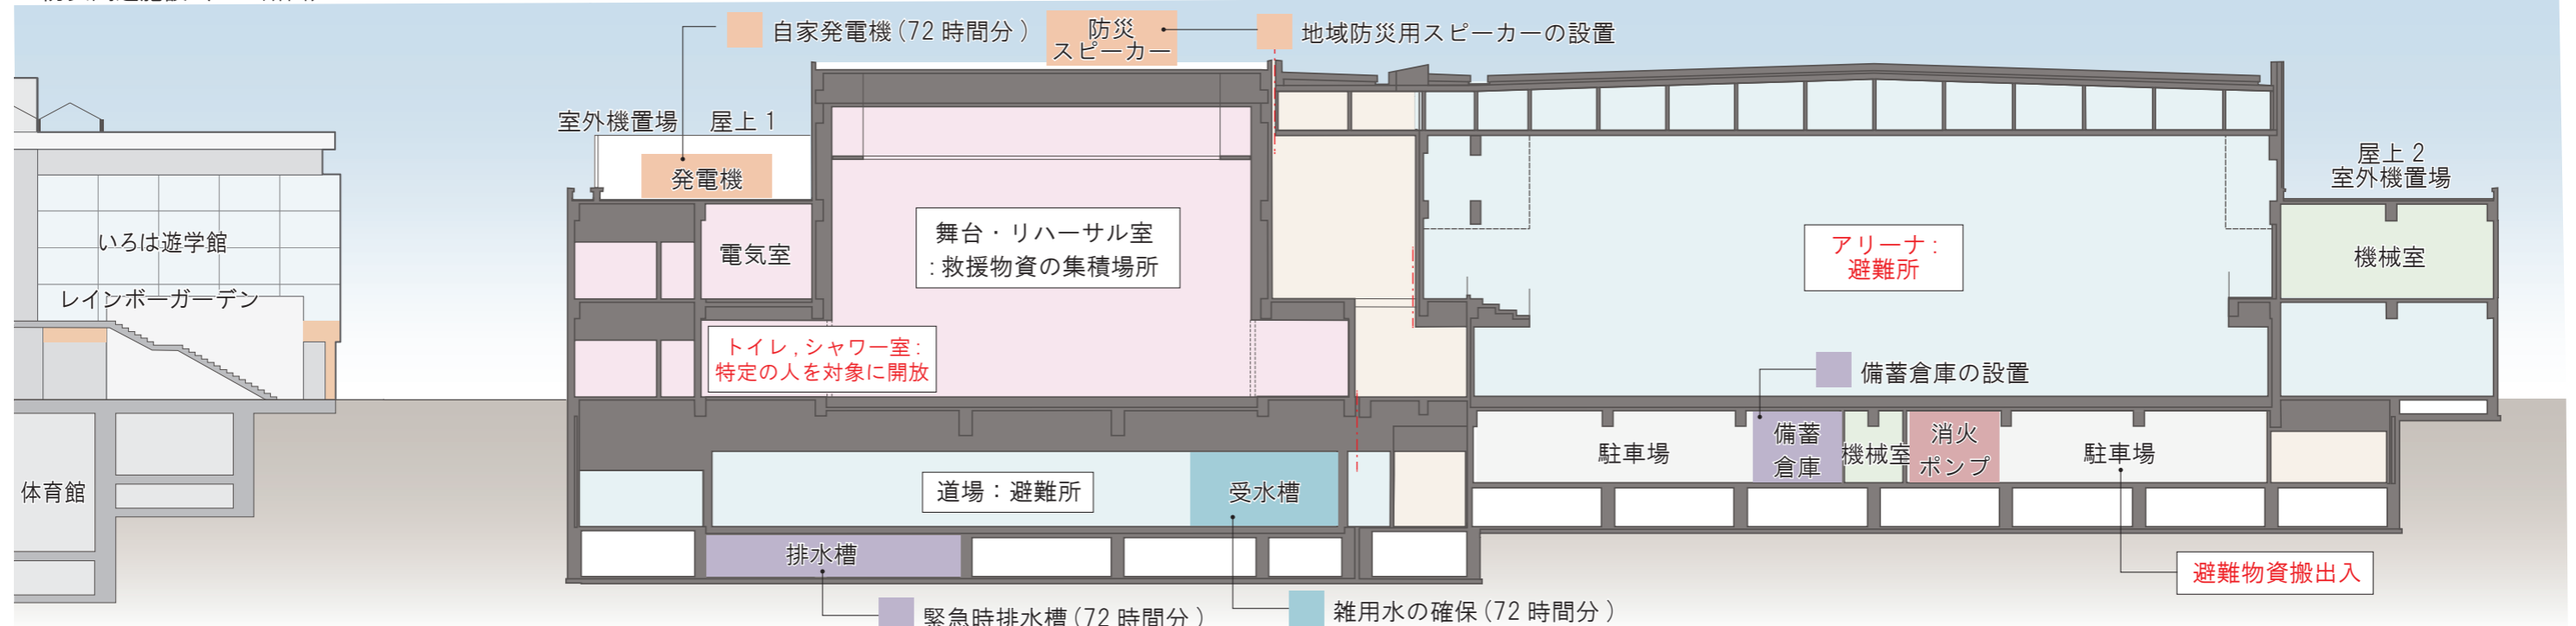 自家発電機(72 時間分)
防災
スピーカー
地域防災用スピーカーの設置
室外機置場
屋上 1
発電機
屋上 2
室外機置場
いろは遊学館
レインボーガーデン
電気室
舞台・リハーサル室
:救援物資の集積場所
アリーナ:
避難所
機械室
トイレ,シャワー室:
特定の人を対象に開放
備蓄倉庫の設置
体育館
道場:避難所
受水槽
駐車場
備蓄
倉庫
機械室
消火
ポンプ
駐車場
排水槽
避難物資搬出入
緊急時排水槽(72 時間分)
雑用水の確保(72 時間分)